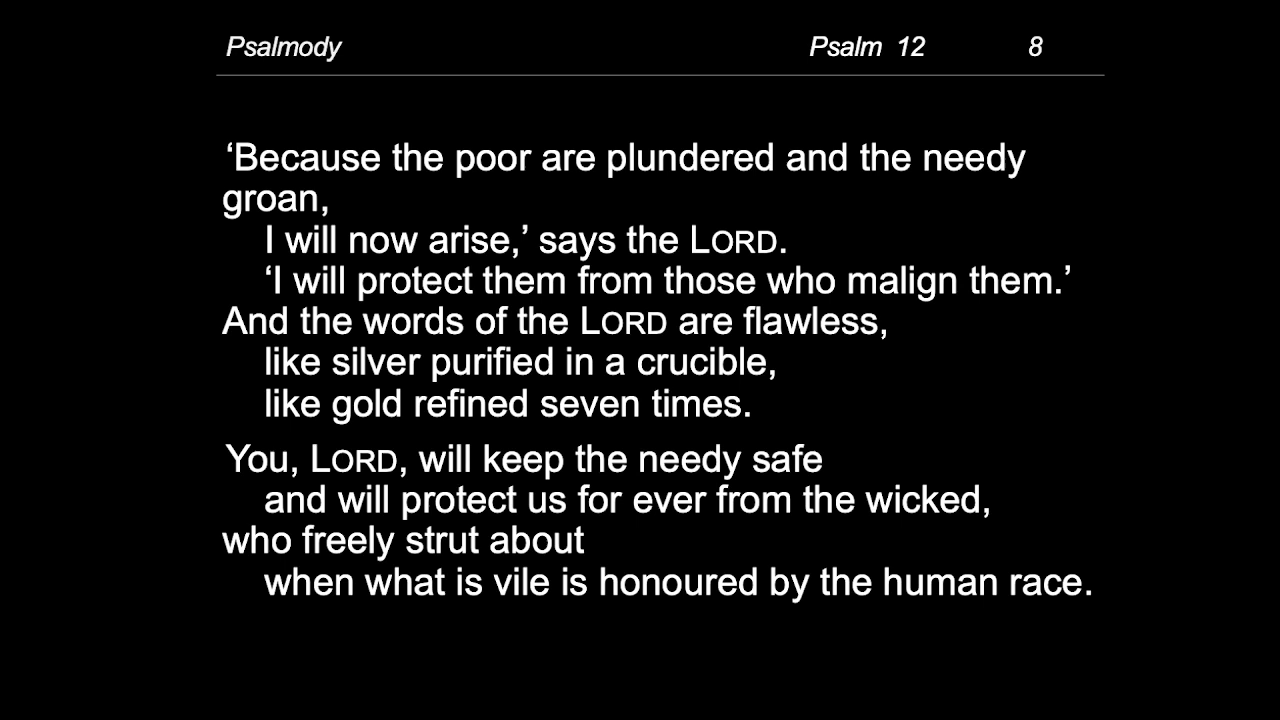 Psalmody Psalm 12 8
‘Because the poor are plundered and the needy
groan,
I will now arise,’ says the LORD.
‘I will protect them from those who malign them.’
And the words of the LORD are flawless,
like silver purified in a crucible,
like gold refined seven times.
You, LORD, will keep the needy safe
and will protect us for ever from the wicked,
who freely strut about
when what is vile is honoured by the human race.